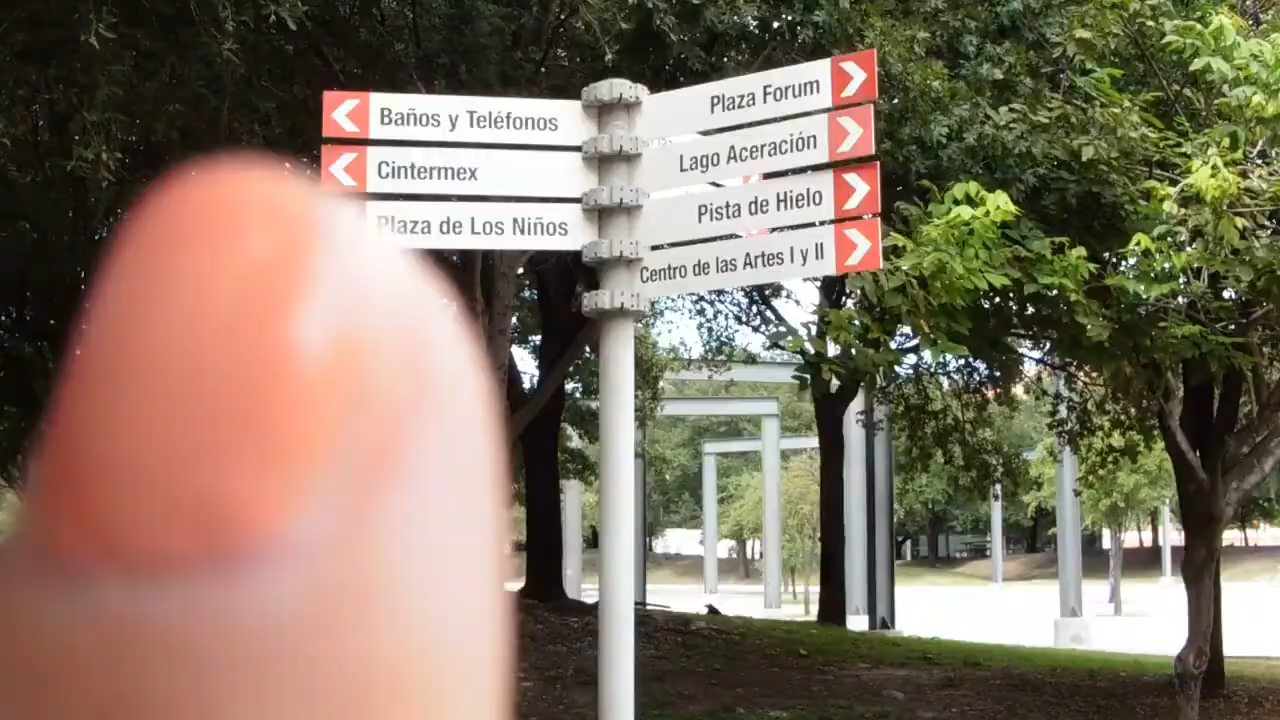 Baños y Teléfonos
Cintermex
Plaza de Los Niños
Plaza Forum
Lago Aceración
Pista de Hielo
Centro de las Artes I y II